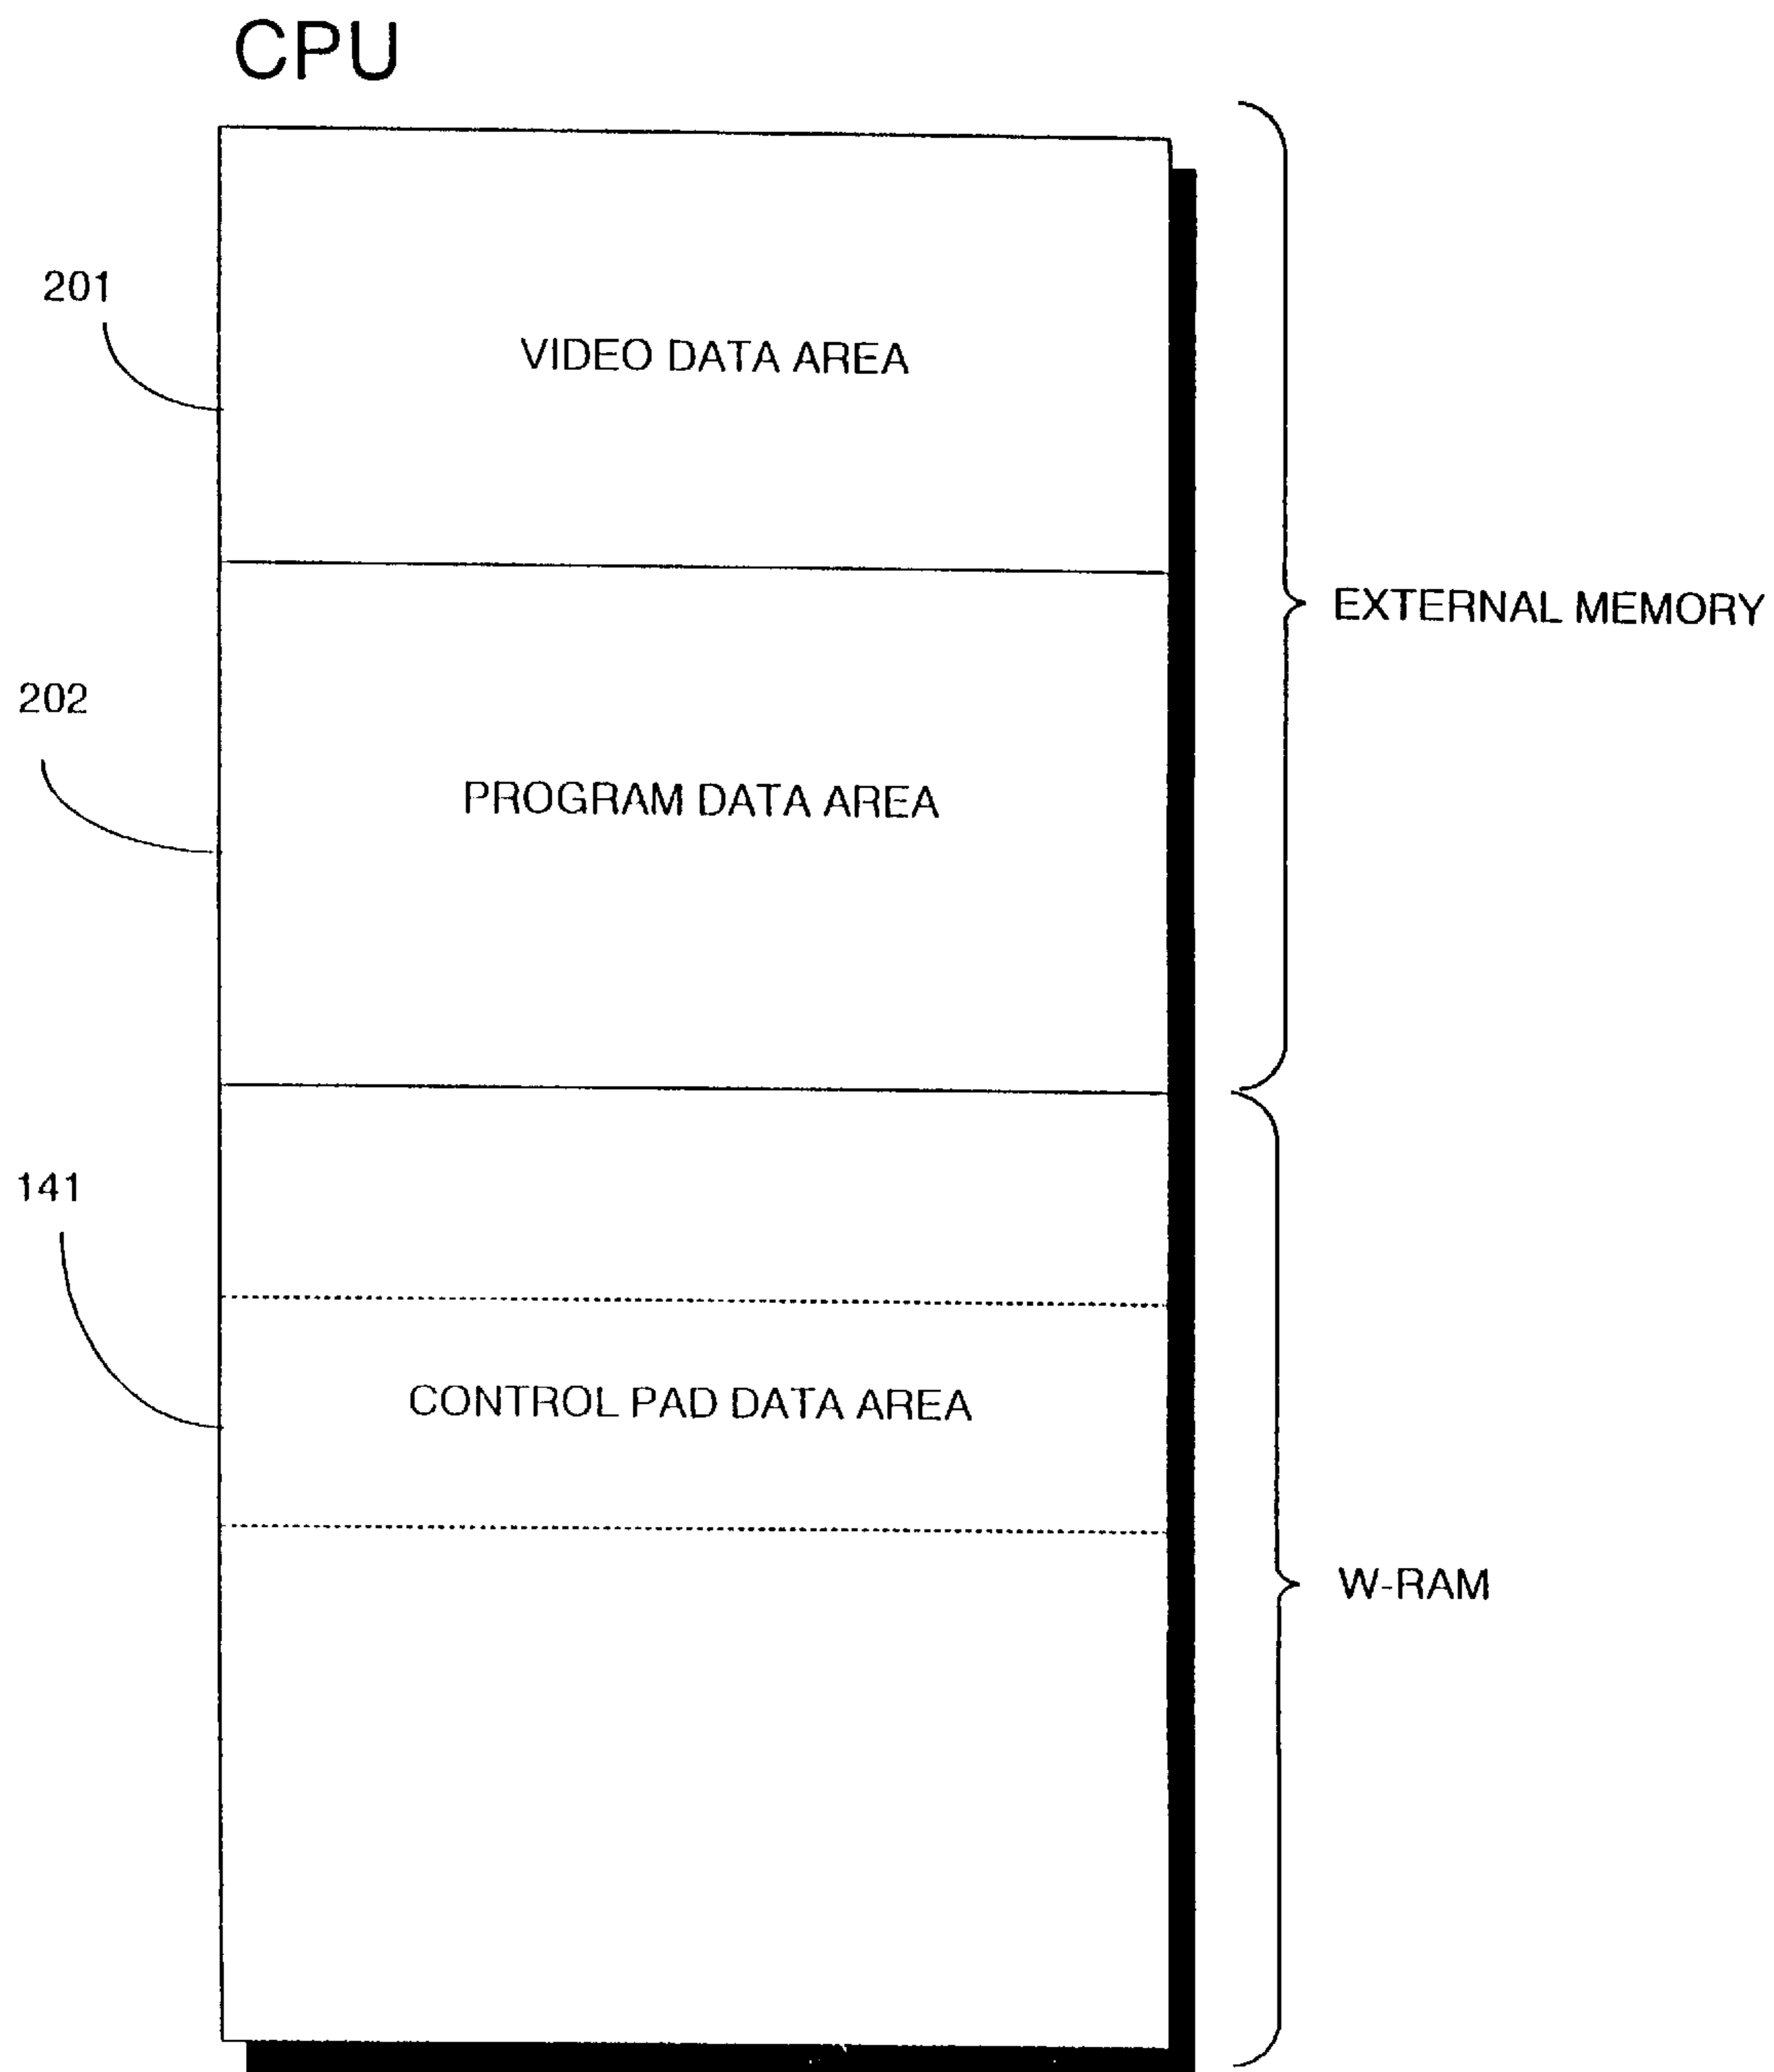 CPU
201
VIDEO DATA AREA
EXTERNAL MEMORY
202
PROGRAM DATA AREA
141
CONTROL PAD DATA AREA
W-RAM